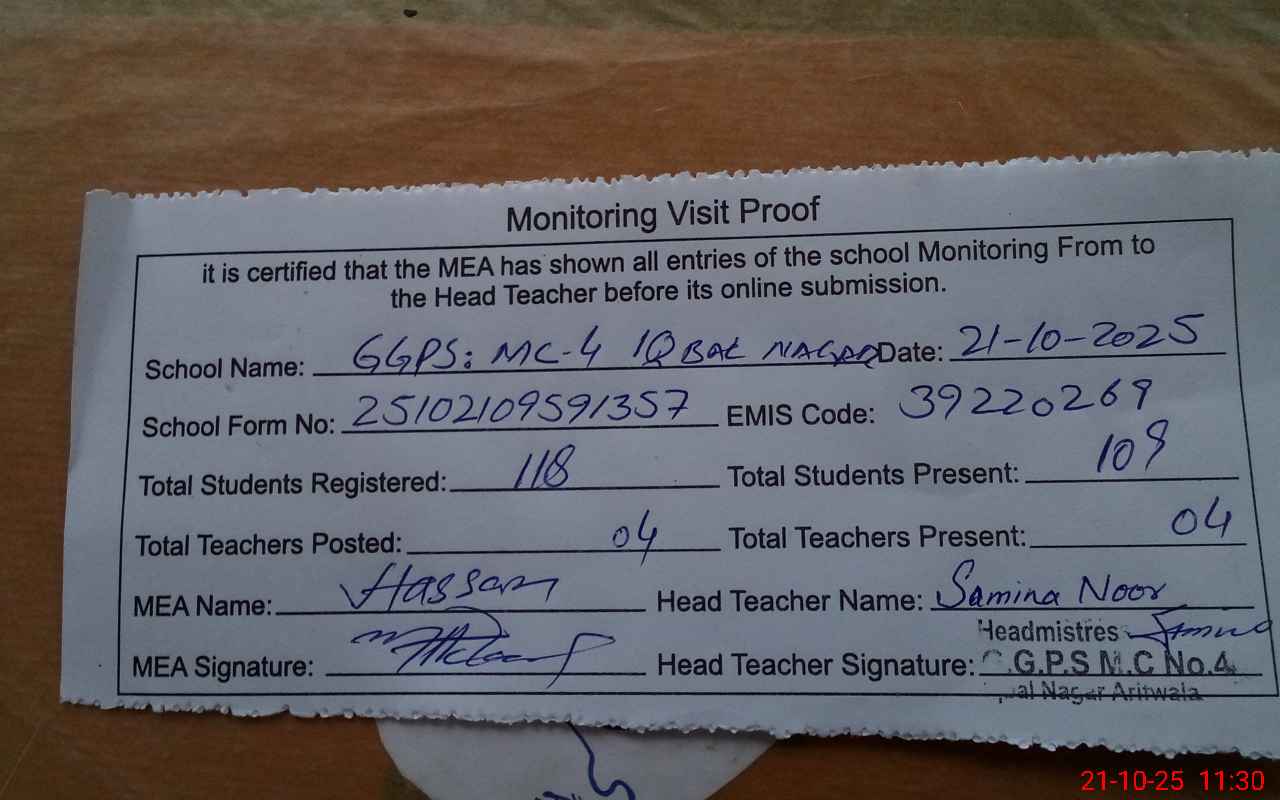 Monitoring Visit Proof
it is certified that the MEA has shown all entries of the school Monitoring From to
the Head Teacher before its online submission.
School Name: GGPS: MC-4 IQBAL NAGAR Date: 21-10-2025
School Form No: 25102109591357 EMIS Code: 39220269
Total Students Registered: 118 Total Students Present: 109
Total Teachers Posted: 04 Total Teachers Present: 04
MEA Name: Hassan Head Teacher Name: Samina Noor
Headmistres
MEA Signature: Head Teacher Signature: G.G.P.S M.C No.4
Nagar Arifwala
21-10-25 11:30